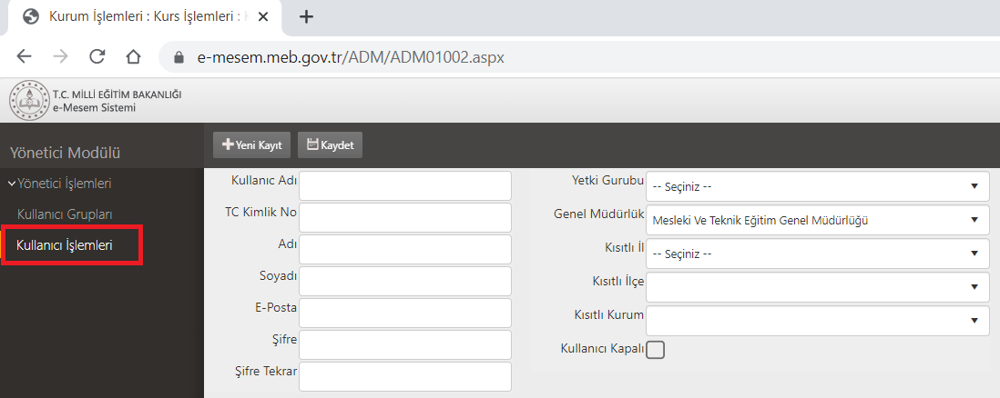 Kurum İşlemleri : Kurs İşlemleri :
e-mesem.meb.gov.tr/ADM/ADM01002.aspx
T.C. MİLLİ EĞİTİM BAKANLIĞI
e-Mesem Sistemi
Yönetici Modülü
Yeni Kayıt Kaydet
Yönetici İşlemleri
Kullanıcı Grupları
Kullanıcı İşlemleri
Kullanıc Adı
TC Kimlik No
Adı
Soyadı
E-Posta
Şifre
Şifre Tekrar
Yetki Gurubu -- Seçiniz --
Genel Müdürlük Mesleki Ve Teknik Eğitim Genel Müdürlüğü
Kısıtlı İl -- Seçiniz --
Kısıtlı İlçe
Kısıtlı Kurum
Kullanıcı Kapalı